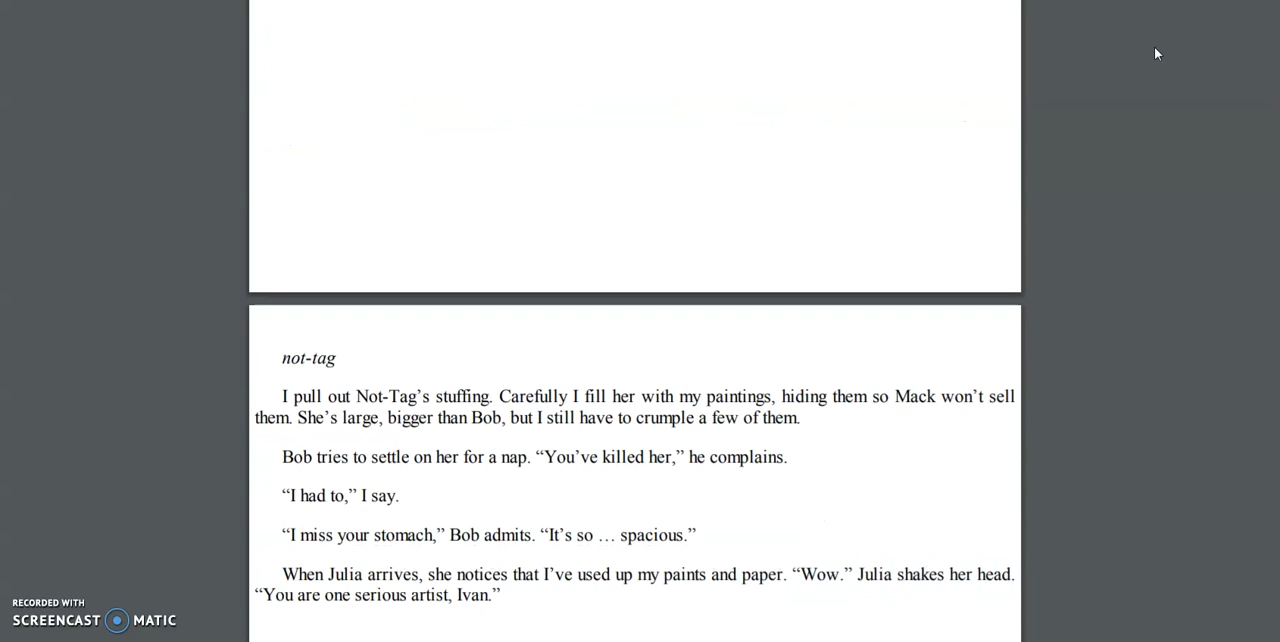 not-tag
I pull out Not-Tag’s stuffing. Carefully I fill her with my paintings, hiding them so Mack won’t sell
them. She’s large, bigger than Bob, but I still have to crumple a few of them.
Bob tries to settle on her for a nap. “You’ve killed her,” he complains.
“I had to,” I say.
“I miss your stomach,” Bob admits. “It’s so … spacious.”
When Julia arrives, she notices that I’ve used up my paints and paper. “Wow.” Julia shakes her head.
“You are one serious artist, Ivan.”
RECORDED WITH
SCREENCAST MATIC